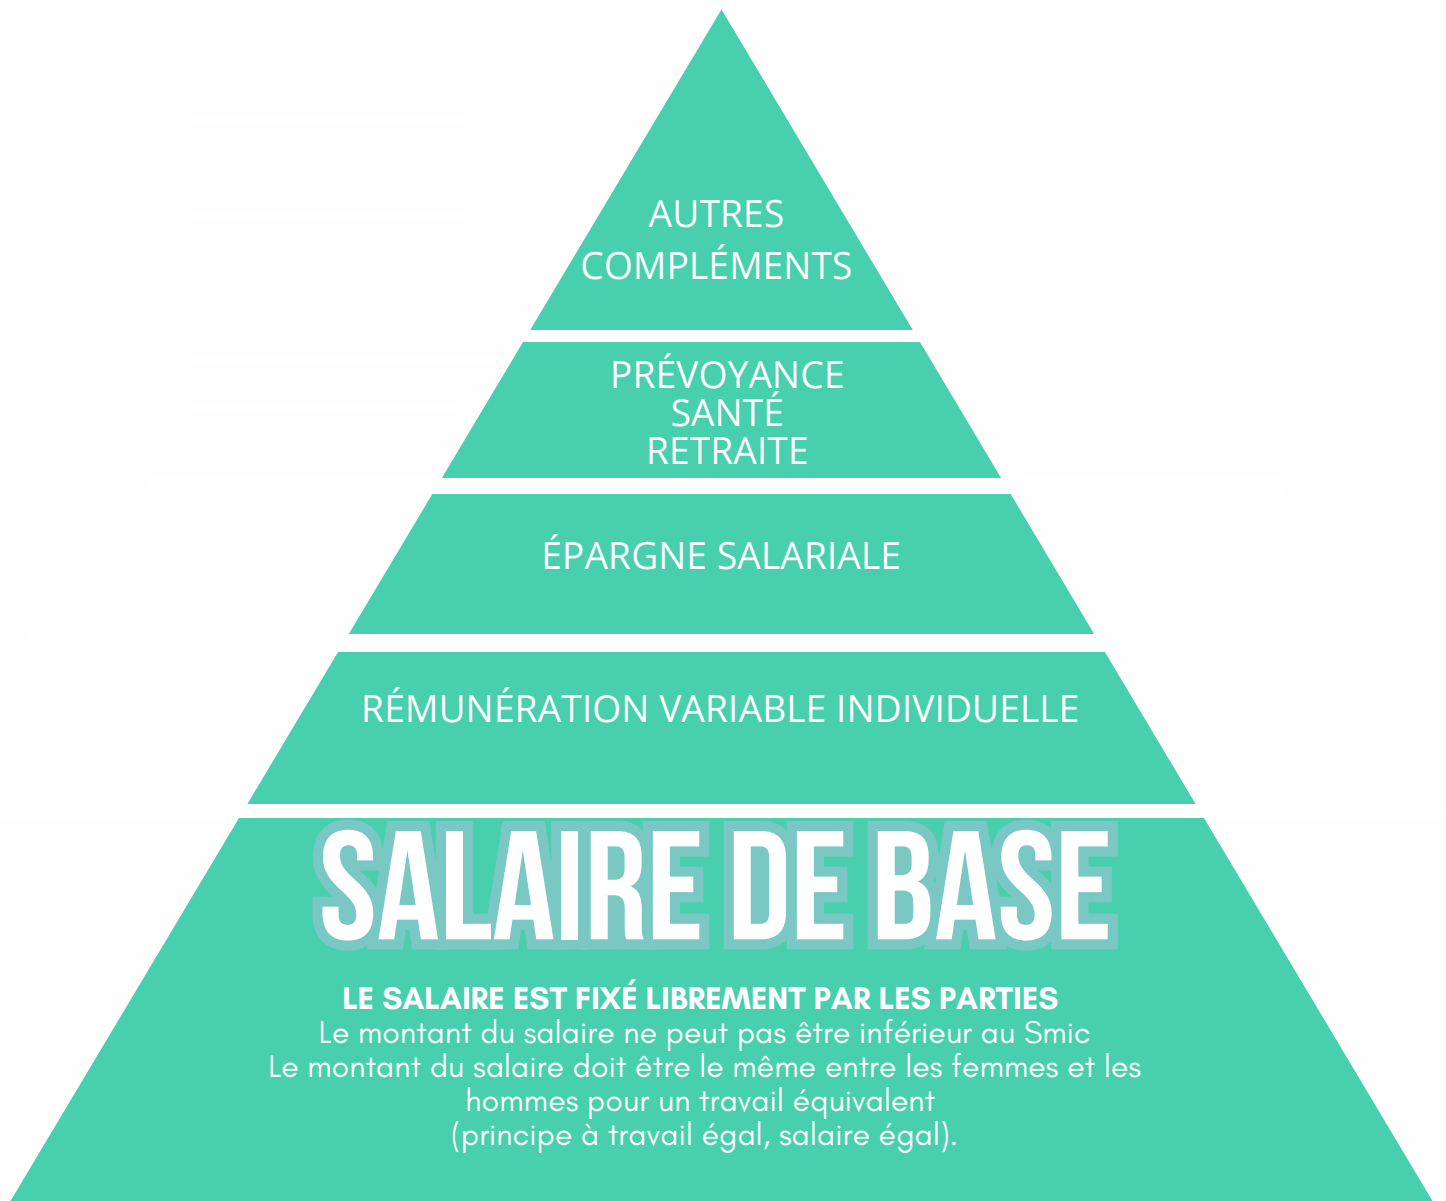 AUTRES
COMPLÉMENTS
PRÉVOYANCE
SANTÉ
RETRAITE
ÉPARGNE SALARIALE
RÉMUNÉRATION VARIABLE INDIVIDUELLE
SALAIRE DE BASE
LE SALAIRE EST FIXÉ LIBREMENT PAR LES PARTIES
Le montant du salaire ne peut pas être inférieur au Smic
Le montant du salaire doit être le même entre les femmes et les
hommes pour un travail équivalent
(principe à travail égal, salaire égal).